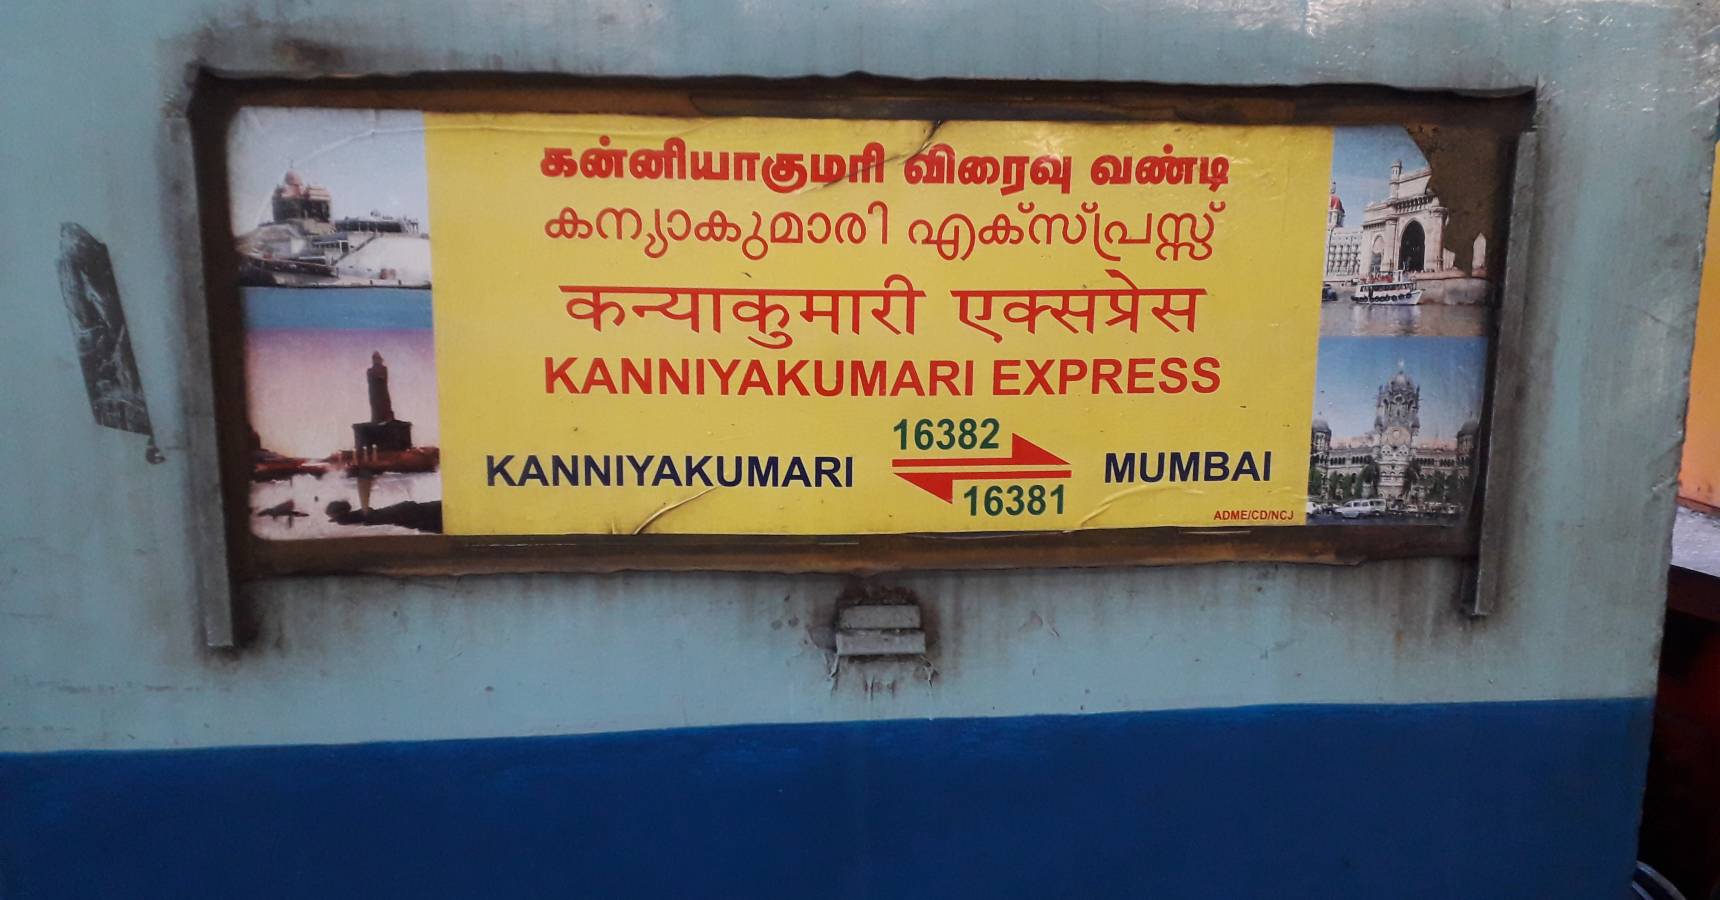 கன்னியாகுமரி விரைவு வண்டி
കന്യാകുമാരി എക്സ്പ്രസ്സ്
कन्याकुमारी एक्सप्रेस
KANNIYAKUMARI EXPRESS
16382
KANNIYAKUMARI MUMBAI
16381
ADME/CD/NCJ